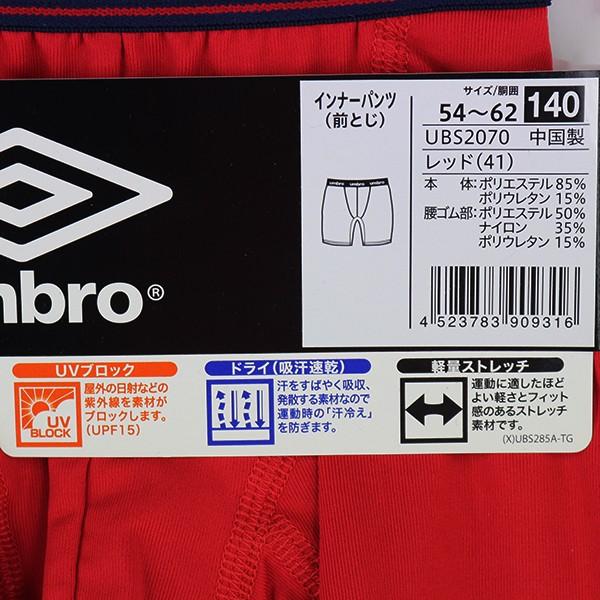 mbro®
インナーパンツ
（前とじ）
umbro umbro umbro
サイズ/胴囲
54～62 140
UBS2070 中国製
レッド(41)
本 体:ポリエステル85%
ポリウレタン 15%
腰ゴム部:ポリエステル50%
ナイロン 35%
ポリウレタン 15%
4 523783 909316
UVブロック
UV
BLOCK
屋外の日射などの
紫外線を素材が
ブロックします。
(UPF15)
ドライ(吸汗速乾)
汗をすばやく吸収、
発散する素材なので
運動時の「汗冷え」
を防ぎます。
軽量ストレッチ
運動に適したほど
よい軽さとフィット
感のあるストレッチ
素材です。
(X)UBS285A-TG